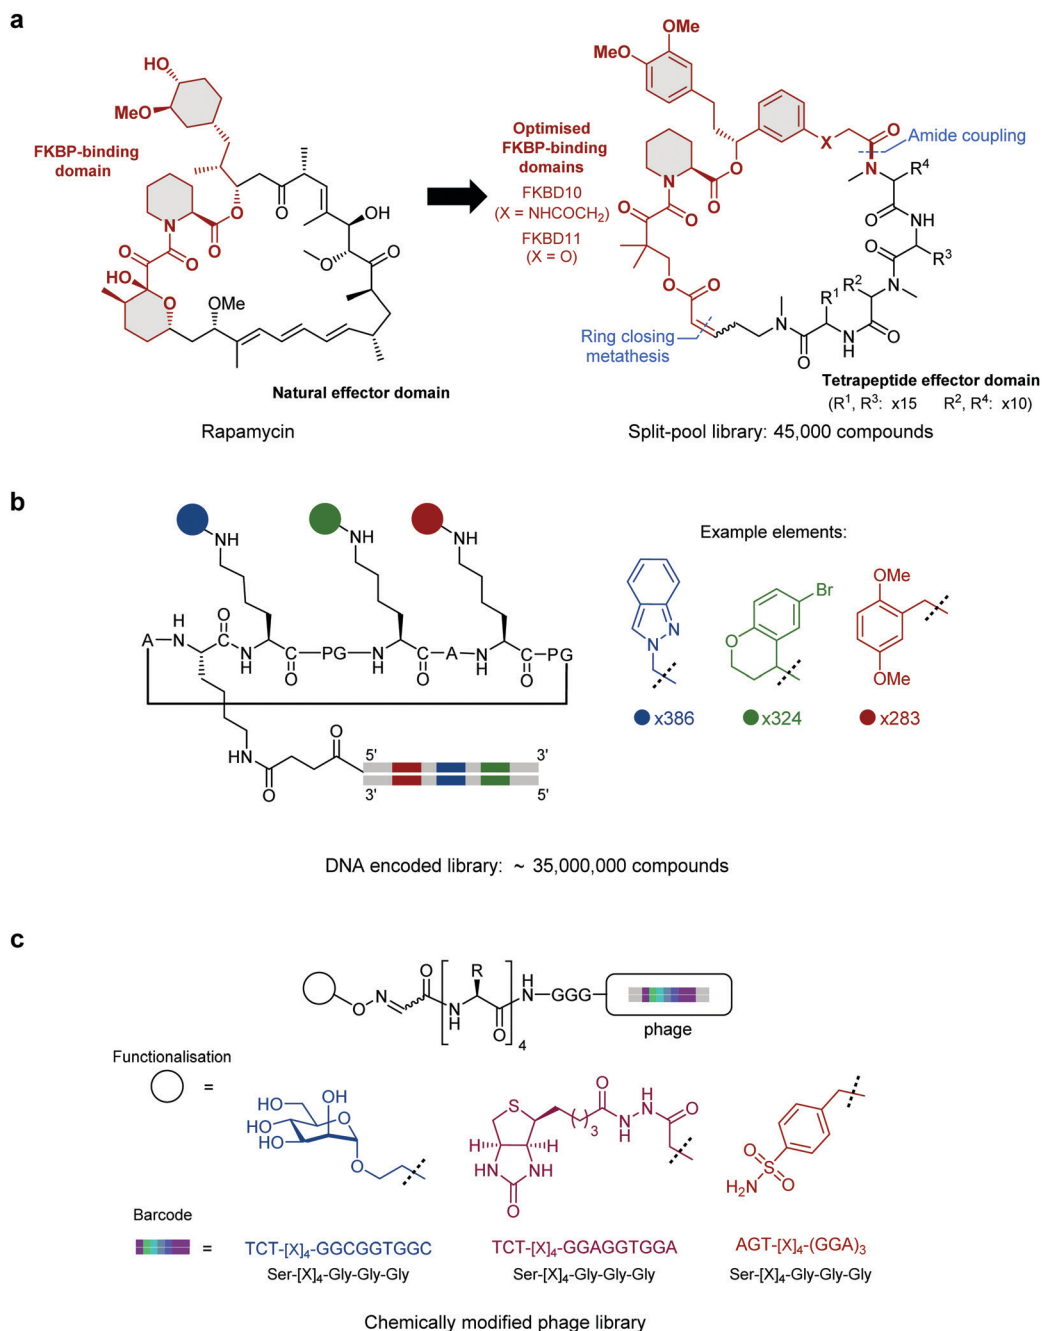 a
HO
MeO
FKBP-binding
domain
N
O
O
O
O
O
HO
O
O
OH
O
O
OMe
Natural effector domain
Rapamycin
Optimised
FKBP-binding
domains
FKBD10
(X = NHCOCH2)
FKBD11
(X = O)
OMe
MeO
O
X
N
O
O
O
O
O
O
Amide coupling
N
R4
O
NH
O
R3
N
R2
R1
N
O
N
H
O
Ring closing
metathesis
Tetrapeptide effector domain
(R1, R3: x15 R2, R4: x10)
Split-pool library: 45,000 compounds
b
NH
NH
NH
A
H
N
O
N
H
O
PG
N
H
O
A
N
H
O
PG
HN
O
O
5'
3'
3'
5'
Example elements:
N
N
Br
O
OMe
OMe
x386
x324
x283
DNA encoded library: ~ 35,000,000 compounds
c
O
N
O
N
H
R
O
4
H
N
GGG
phage
Functionalisation
=
HO
OH
HO
HO
O
O
S
H
H
HN
NH
O
3
O
N
H
H
N
O
O
S
O
H2N
Barcode
=
TCT-[X]4-GGCGGTGGC
TCT-[X]4-GGAGGTGGA
AGT-[X]4-(GGA)3
Ser-[X]4-Gly-Gly-Gly
Ser-[X]4-Gly-Gly-Gly
Ser-[X]4-Gly-Gly-Gly
Chemically modified phage library